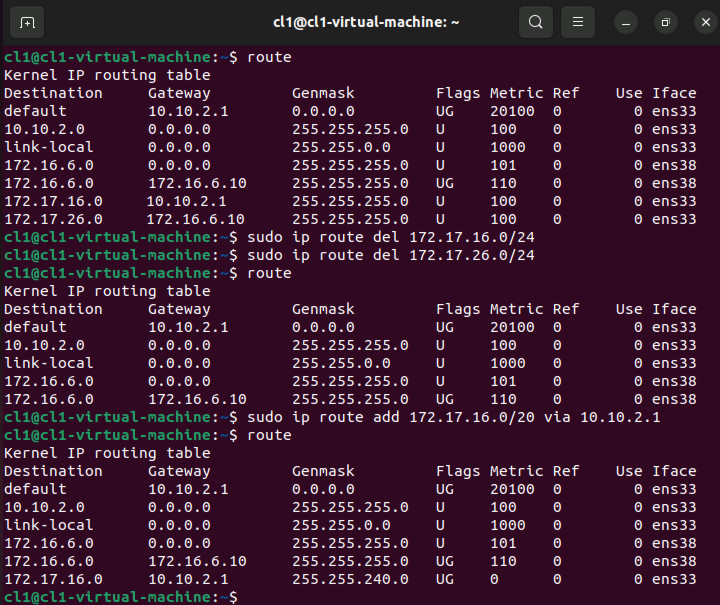 cl1@cl1-virtual-machine: ~
cl1@cl1-virtual-machine:~$ route
Kernel IP routing table
Destination     Gateway         Genmask         Flags Metric Ref    Use Iface
default         10.10.2.1       0.0.0.0         UG    20100  0        0 ens33
10.10.2.0       0.0.0.0         255.255.255.0   U     100    0        0 ens33
link-local      0.0.0.0         255.255.0.0     U     1000   0        0 ens33
172.16.6.0      0.0.0.0         255.255.255.0   U     101    0        0 ens38
172.16.6.0      172.16.6.10     255.255.255.0   UG    110    0        0 ens38
172.17.16.0     10.10.2.1       255.255.255.0   U     100    0        0 ens33
172.17.26.0     172.16.6.10     255.255.255.0   U     100    0        0 ens33
cl1@cl1-virtual-machine:~$ sudo ip route del 172.17.16.0/24
cl1@cl1-virtual-machine:~$ sudo ip route del 172.17.26.0/24
cl1@cl1-virtual-machine:~$ route
Kernel IP routing table
Destination     Gateway         Genmask         Flags Metric Ref    Use Iface
default         10.10.2.1       0.0.0.0         UG    20100  0        0 ens33
10.10.2.0       0.0.0.0         255.255.255.0   U     100    0        0 ens33
link-local      0.0.0.0         255.255.0.0     U     1000   0        0 ens33
172.16.6.0      0.0.0.0         255.255.255.0   U     101    0        0 ens38
172.16.6.0      172.16.6.10     255.255.255.0   UG    110    0        0 ens38
cl1@cl1-virtual-machine:~$ sudo ip route add 172.17.16.0/20 via 10.10.2.1
cl1@cl1-virtual-machine:~$ route
Kernel IP routing table
Destination     Gateway         Genmask         Flags Metric Ref    Use Iface
default         10.10.2.1       0.0.0.0         UG    20100  0        0 ens33
10.10.2.0       0.0.0.0         255.255.255.0   U     100    0        0 ens33
link-local      0.0.0.0         255.255.0.0     U     1000   0        0 ens33
172.16.6.0      0.0.0.0         255.255.255.0   U     101    0        0 ens38
172.16.6.0      172.16.6.10     255.255.255.0   UG    110    0        0 ens38
172.17.16.0     10.10.2.1       255.255.240.0   UG    0      0        0 ens33
cl1@cl1-virtual-machine:~$